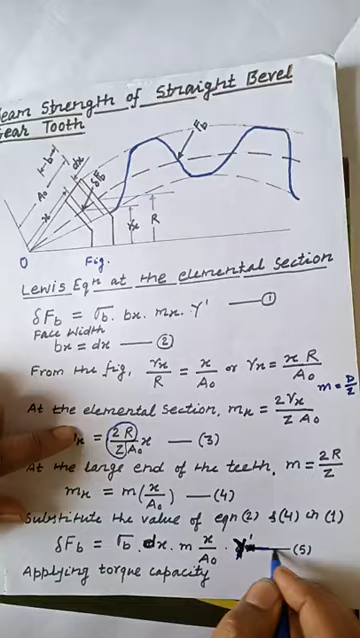 Beam Strength of Straight Bevel
Gear Tooth
Fb
b
dx
A₀
δFb
x
rx
R
O
Fig.
Lewis Eqn at the elemental section
δFb = σb. bx. mx. Y' —— ①
Face Width
bx = dx —— ②
From the fig, rx/R = x/A₀ or rx = xR/A₀
m = D/Z
At the elemental section, mx = 2rx/Z A₀
x = 2R/Z A₀ x —— (3)
At the large end of the teeth, m = 2R/Z
mx = m(x/A₀) —— (4)
Substitute the value of eqn (2) & (4) in (1)
δFb = σb. dx. m x/A₀ . Y' —— (5)
Applying torque capacity